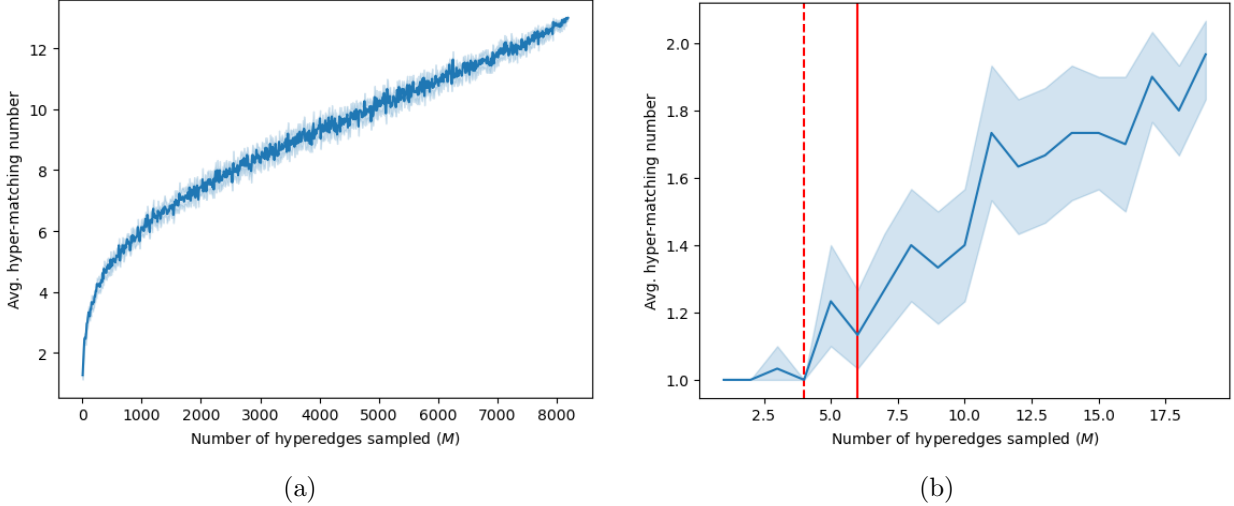 12
10
8
6
4
2
Avg. hyper-matching number
0 1000 2000 3000 4000 5000 6000 7000 8000
Number of hyperedges sampled (M)
(a)
2.0
1.8
1.6
1.4
1.2
1.0
Avg. hyper-matching number
2.5 5.0 7.5 10.0 12.5 15.0 17.5
Number of hyperedges sampled (M)
(b)